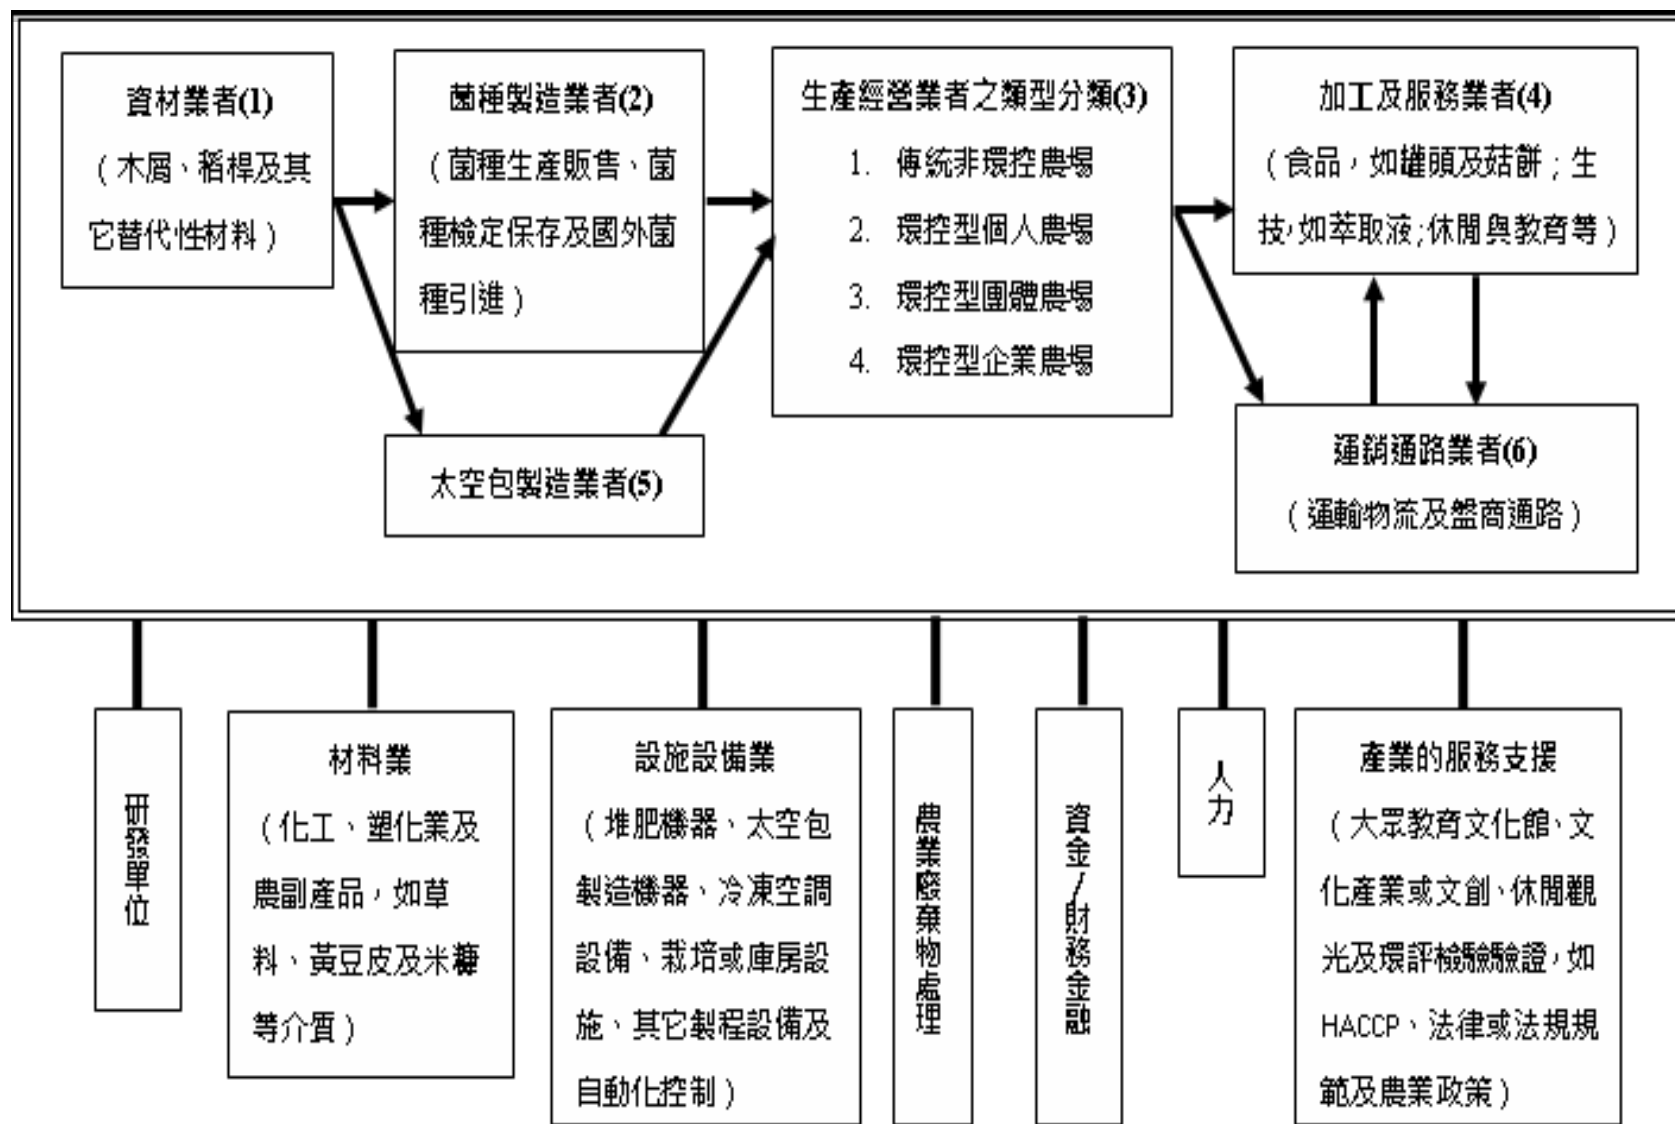 資材業者(1)
（木屑、稻桿及其
它替代性材料）
菌種製造業者(2)
（菌種生產販售、菌
種檢定保存及國外菌
種引進）
生產經營業者之類型分類(3)
1. 傳統非環控農場
2. 環控型個人農場
3. 環控型團體農場
4. 環控型企業農場
加工及服務業者(4)
（食品，如罐頭及菇餅；生
技，如萃取液;休閒與教育等）
太空包製造業者(5)
運銷通路業者(6)
（運輸物流及盤商通路）
研發單位
材料業
（化工、塑化業及
農副產品，如草
料、黃豆皮及米糠
等介質）
設施設備業
（堆肥機器、太空包
製造機器、冷凍空調
設備、栽培或庫房設
施、其它製程設備及
自動化控制）
農業廢棄物處理
資金/財務金融
人力
產業的服務支援
（大眾教育文化館、文
化產業或文創、休閒觀
光及環評檢驗驗證，如
HACCP、法律或法規規
範及農業政策）